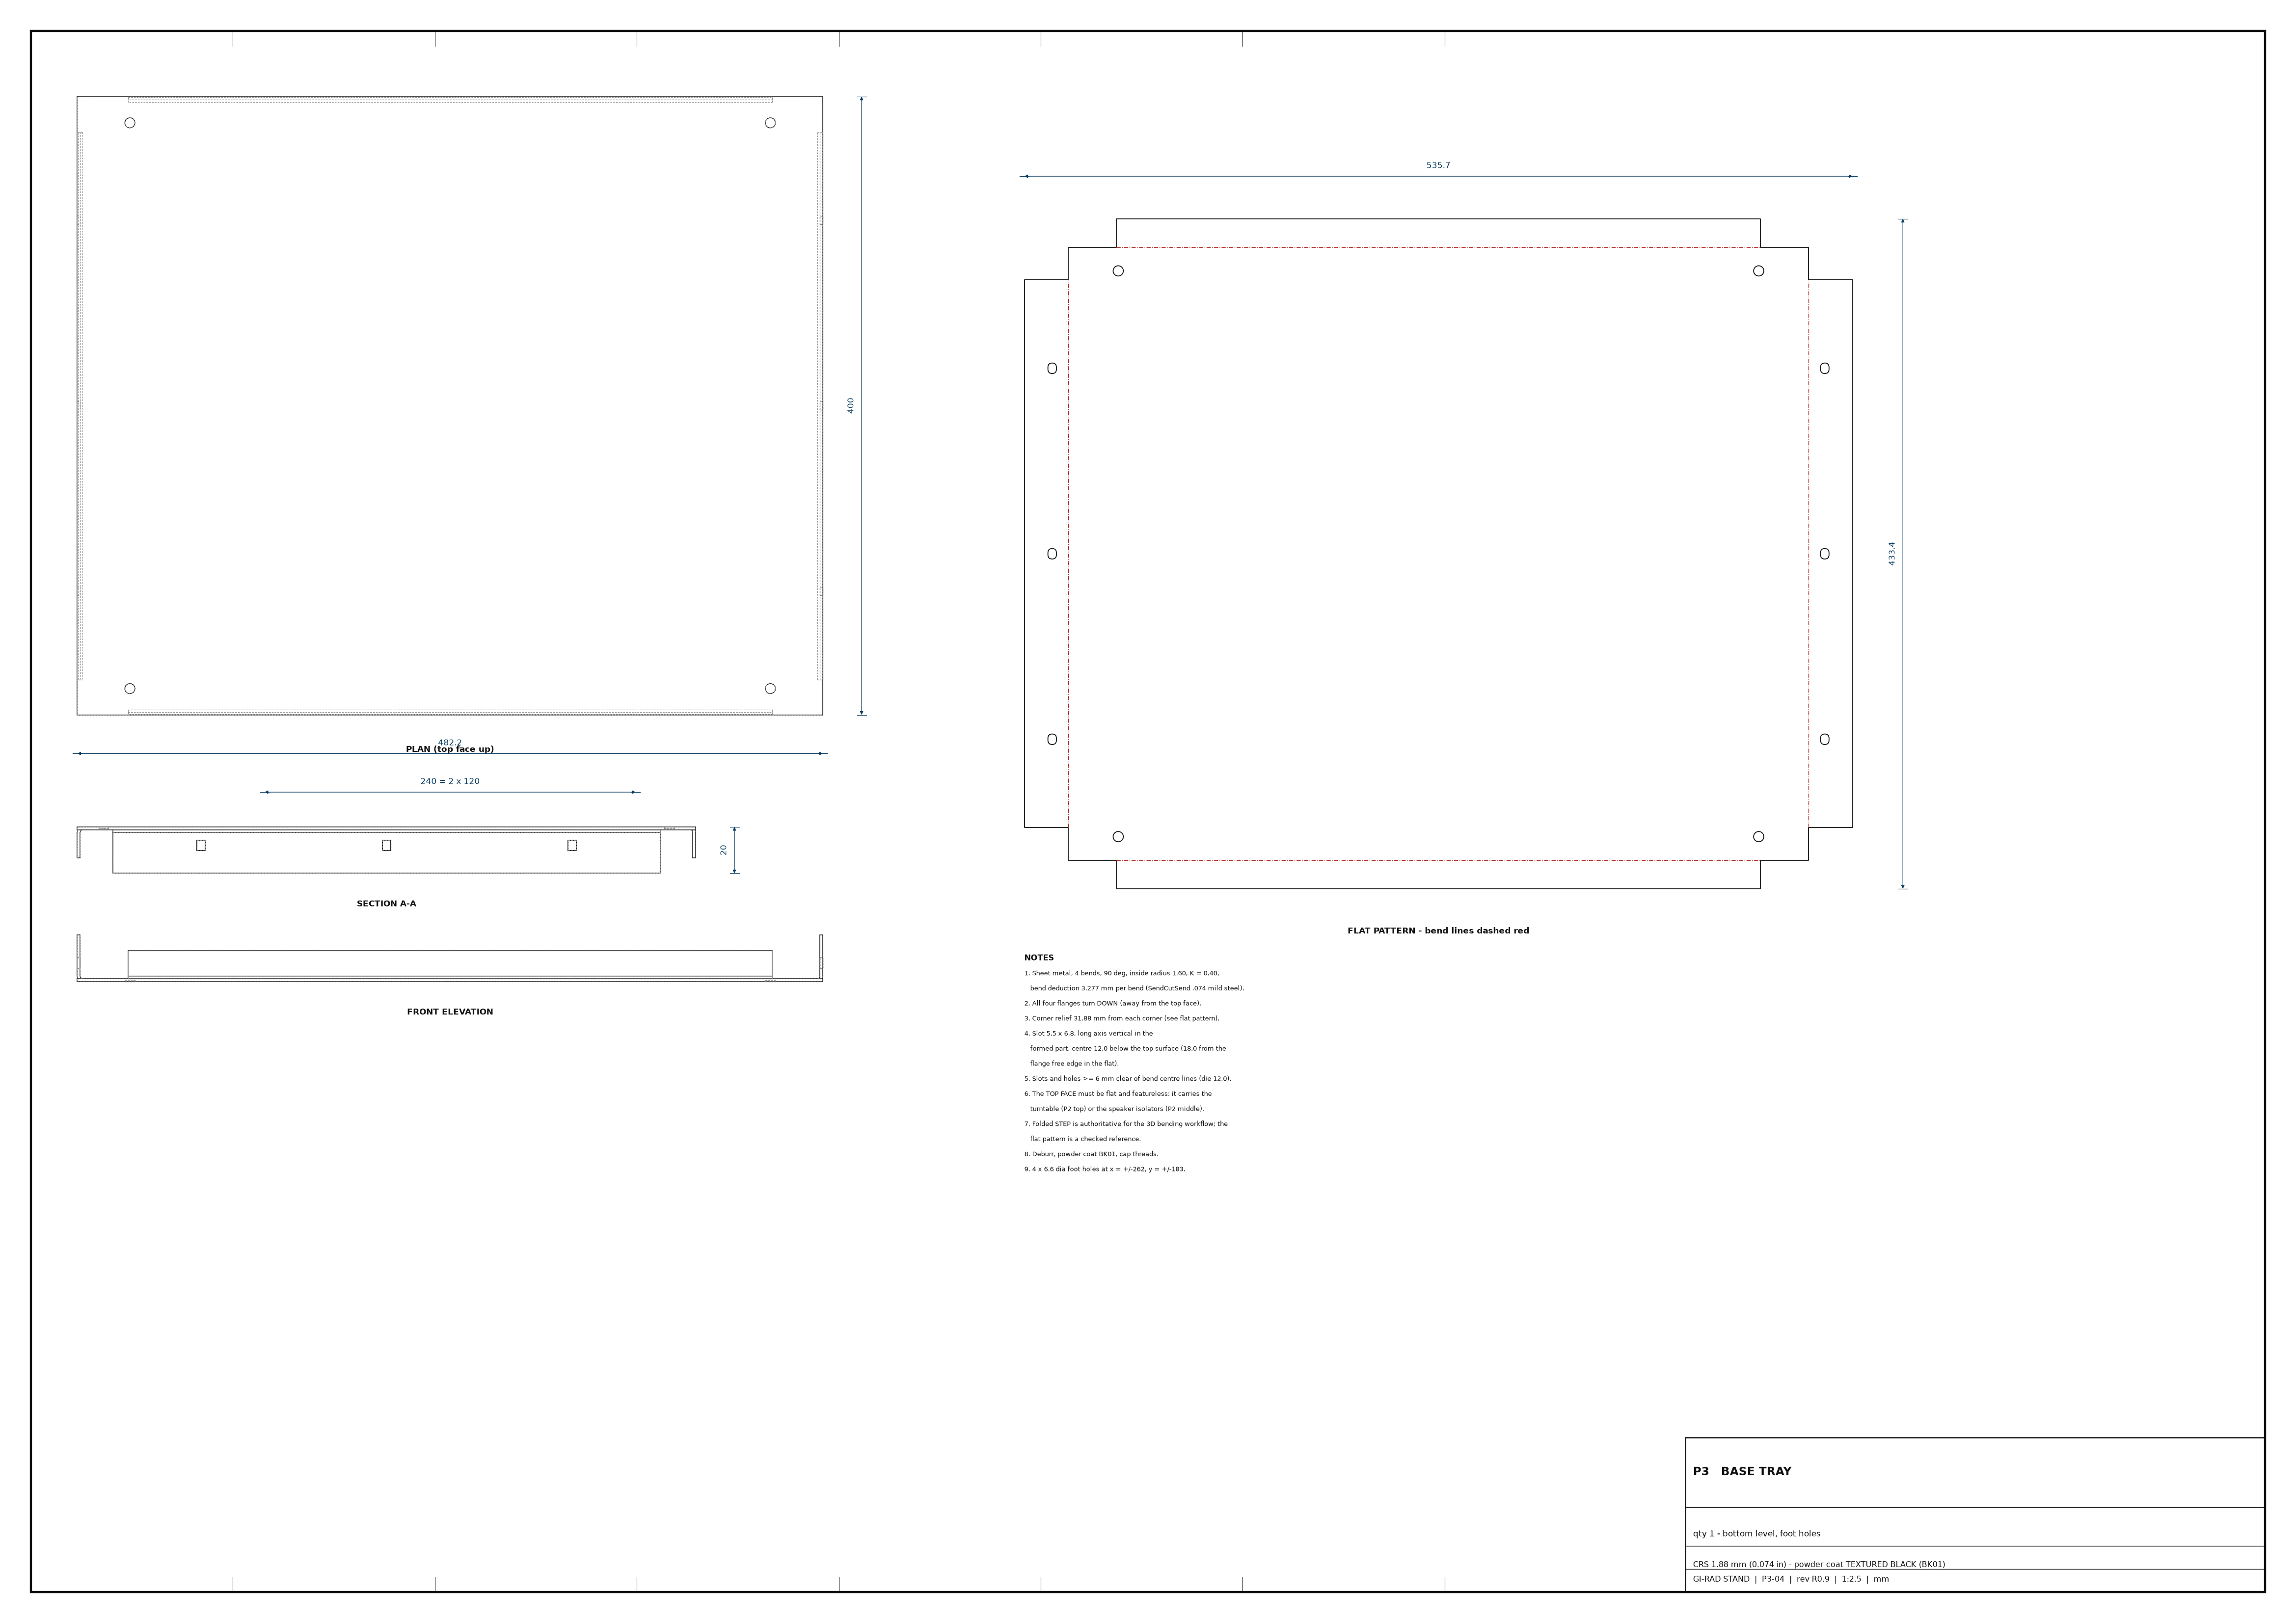 535.7
400
433.4
482.2
PLAN (top face up)
240 = 2 x 120
20
SECTION A-A
FRONT ELEVATION
FLAT PATTERN - bend lines dashed red
NOTES
1. Sheet metal, 4 bends, 90 deg, inside radius 1.60, K = 0.40,
bend deduction 3.277 mm per bend (SendCutSend .074 mild steel).
2. All four flanges turn DOWN (away from the top face).
3. Corner relief 31.88 mm from each corner (see flat pattern).
4. Slot 5.5 x 6.8, long axis vertical in the
formed part, centre 12.0 below the top surface (18.0 from the
flange free edge in the flat).
5. Slots and holes >= 6 mm clear of bend centre lines (die 12.0).
6. The TOP FACE must be flat and featureless: it carries the
turntable (P2 top) or the speaker isolators (P2 middle).
7. Folded STEP is authoritative for the 3D bending workflow; the
flat pattern is a checked reference.
8. Deburr, powder coat BK01, cap threads.
9. 4 x 6.6 dia foot holes at x = +/-262, y = +/-183.
P3 BASE TRAY
qty 1 - bottom level, foot holes
CRS 1.88 mm (0.074 in) - powder coat TEXTURED BLACK (BK01)
GI-RAD STAND | P3-04 | rev R0.9 | 1:2.5 | mm